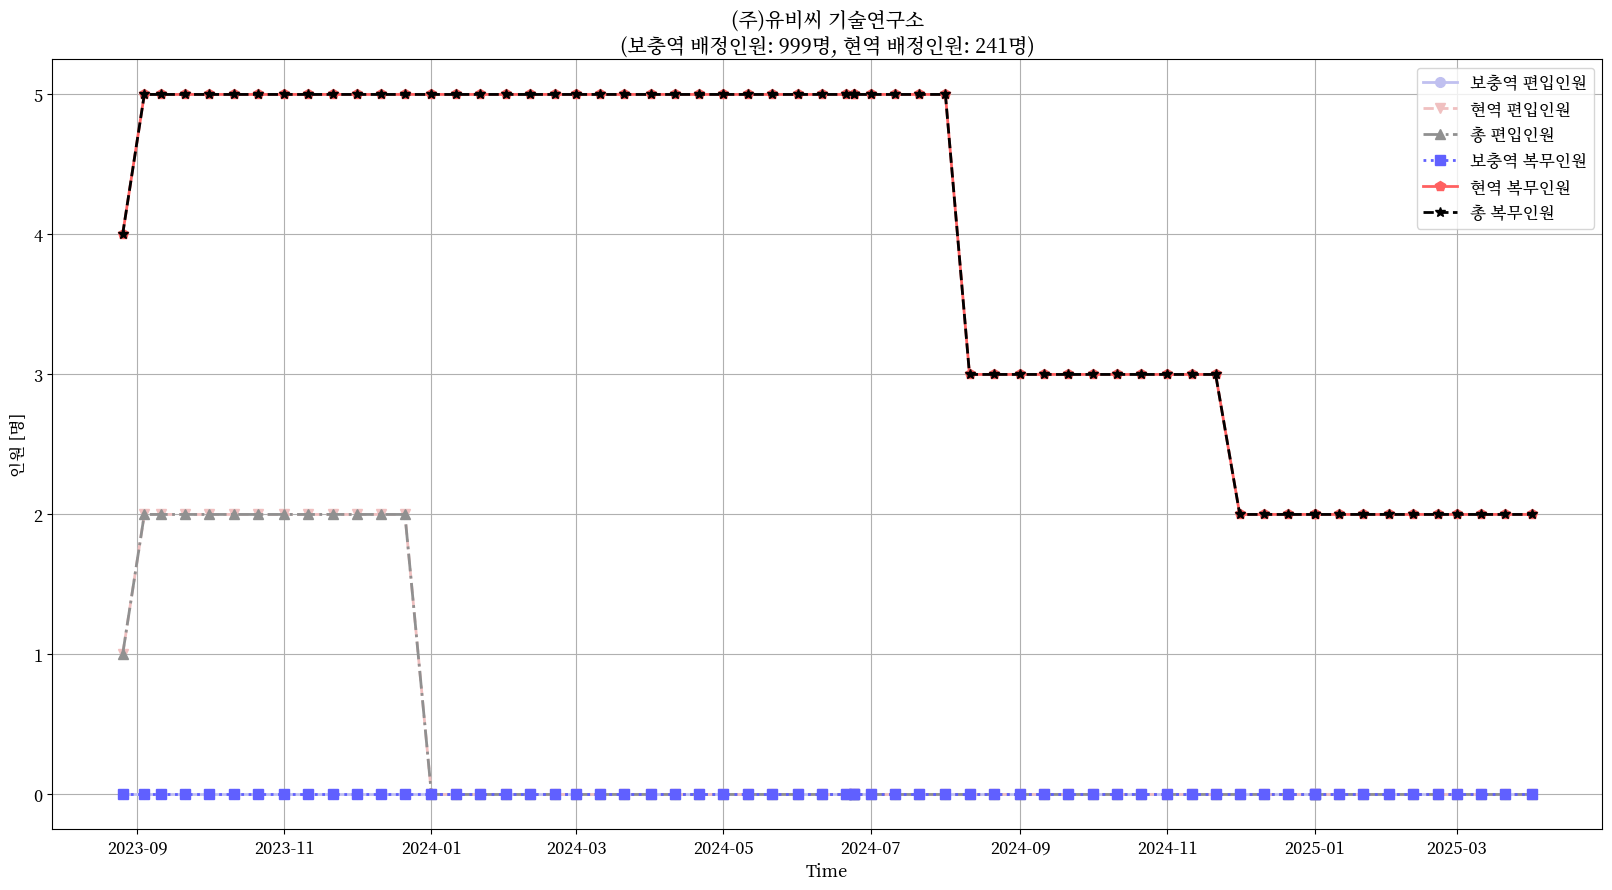 (주)유비씨 기술연구소
(보충역 배정인원: 999명, 현역 배정인원: 241명)
인원 [명]
5
4
3
2
1
0
보충역 편입인원
현역 편입인원
총 편입인원
보충역 복무인원
현역 복무인원
총 복무인원
2023-09
2023-11
2024-01
2024-03
2024-05
2024-07
2024-09
2024-11
2025-01
2025-03
Time